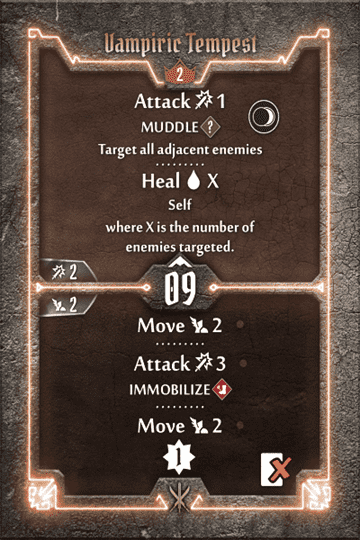 Vampiric Tempest
2
Attack 1
MUDDLE ?
Target all adjacent enemies
Heal X
Self
where X is the number of
enemies targeted.
2
09
2
Move 2
Attack 3
IMMOBILIZE
Move 2
1